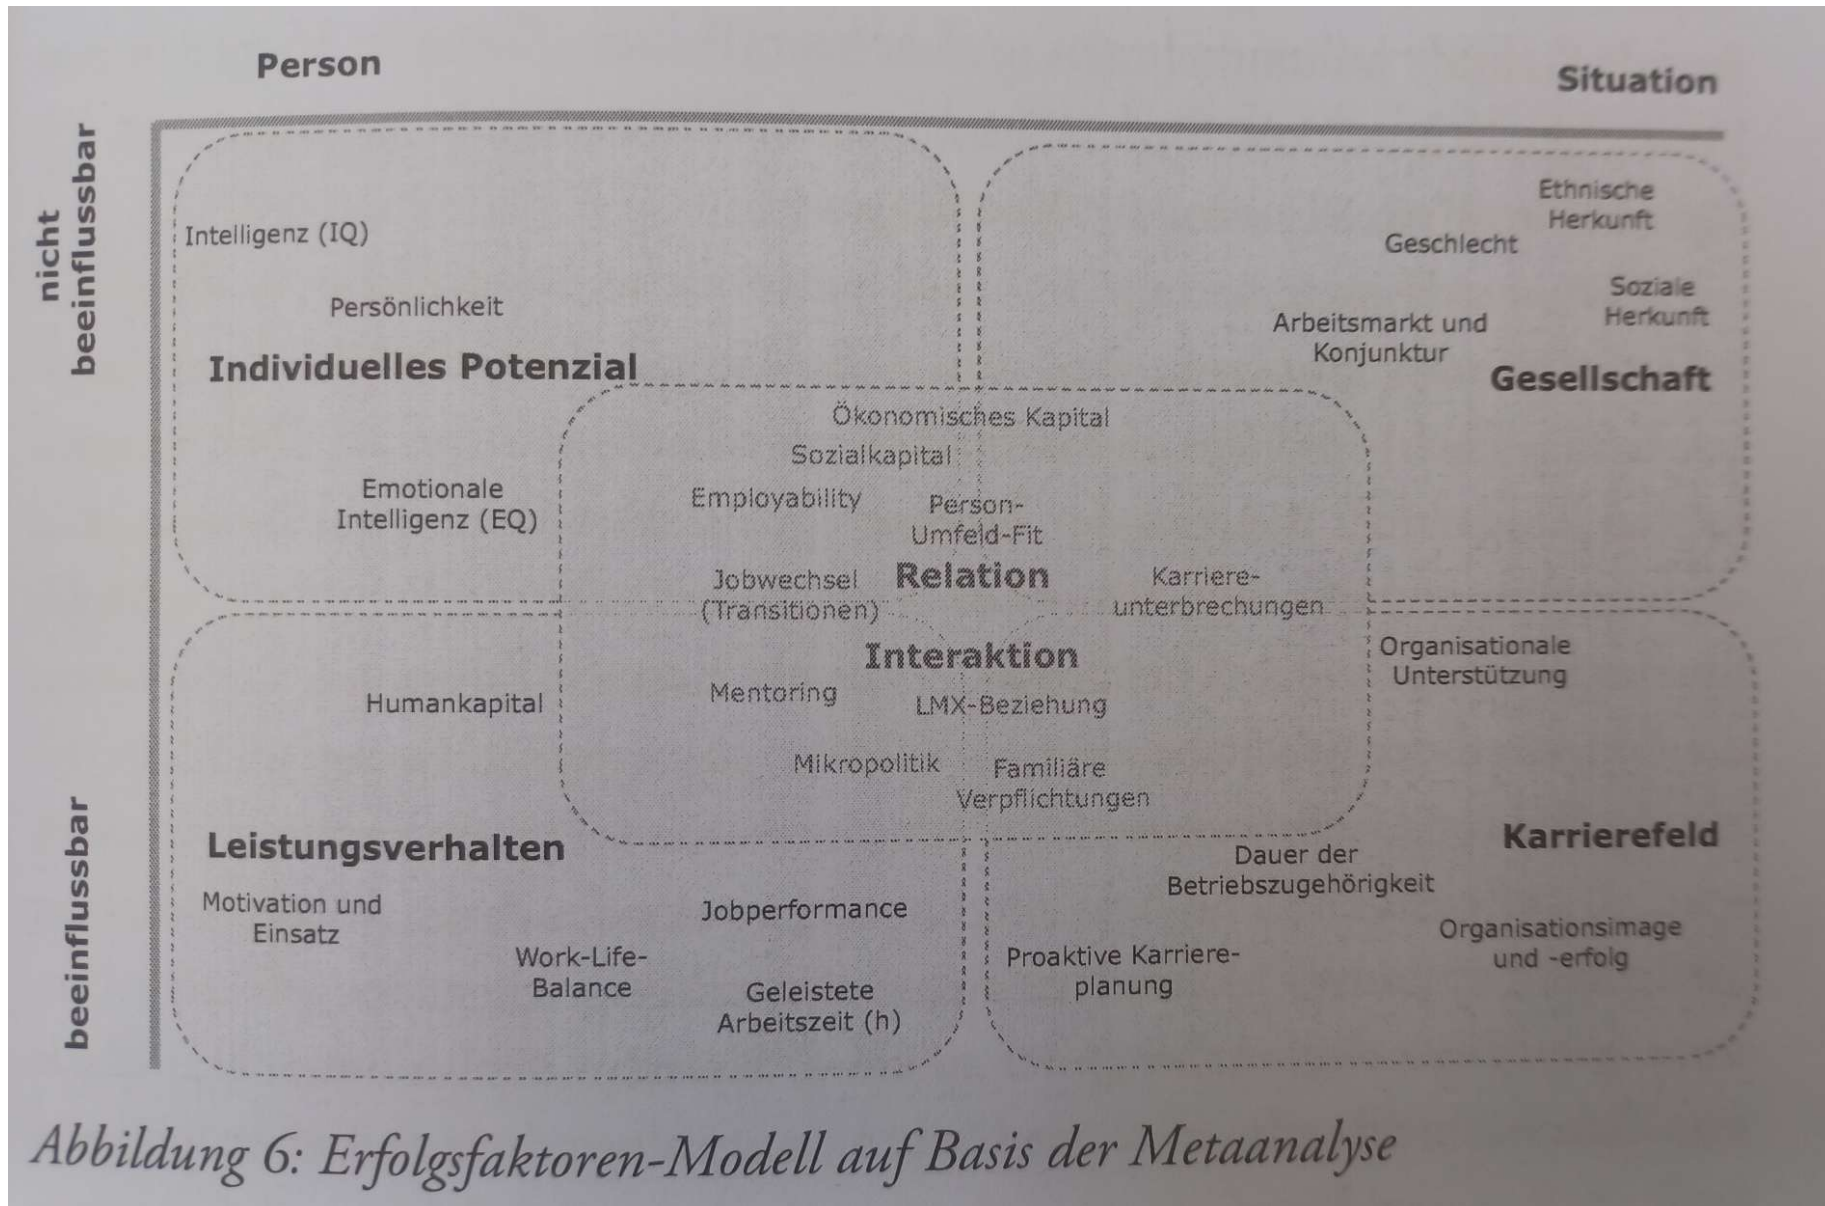 Person
Situation
nicht
beeinflussbar
Intelligenz (IQ)
Persönlichkeit
Individuelles Potenzial
Emotionale
Intelligenz (EQ)
Ethnische
Herkunft
Geschlecht
Soziale
Herkunft
Arbeitsmarkt und
Konjunktur
Gesellschaft
Ökonomisches Kapital
Sozialkapital
Employability
Person-
Umfeld-Fit
Jobwechsel
(Transitionen)
Relation
Karriere-
unterbrechungen
Interaktion
Mentoring
LMX-Beziehung
Mikropolitik
Familiäre
Verpflichtungen
beeinflussbar
Humankapital
Leistungsverhalten
Motivation und
Einsatz
Work-Life-
Balance
Jobperformance
Geleistete
Arbeitszeit (h)
Organisationale
Unterstützung
Karrierefeld
Dauer der
Betriebszugehörigkeit
Organisationsimage
und -erfolg
Proaktive Karriere-
planung
Abbildung 6: Erfolgsfaktoren-Modell auf Basis der Metaanalyse